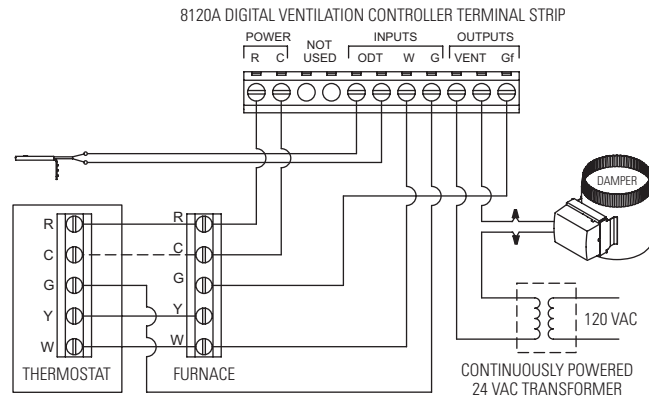 8120A DIGITAL VENTILATION CONTROLLER TERMINAL STRIP
POWER
NOT
USED
INPUTS
OUTPUTS
R
C
ODT
W
G
VENT
Gf
DAMPER
R
C
G
Y
W
R
C
G
Y
W
THERMOSTAT
FURNACE
120 VAC
CONTINUOUSLY POWERED
24 VAC TRANSFORMER